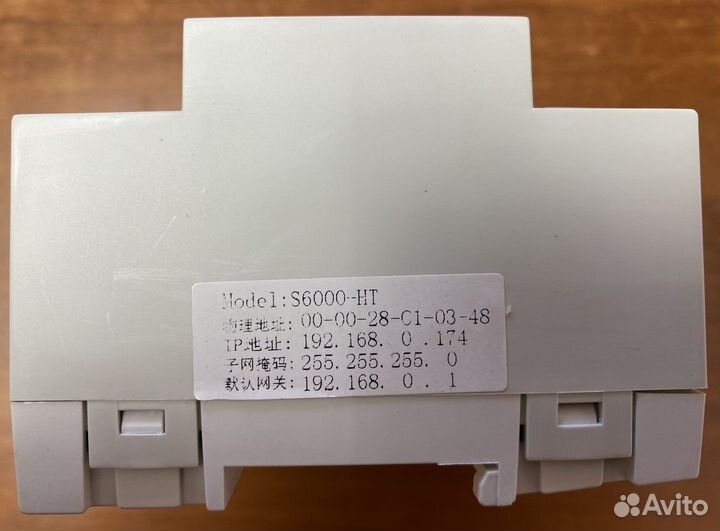 Model:S6000-HT
物理地址: 00-00-28-C1-03-48
IP地址: 192.168. 0 .174
子网掩码: 255.255.255. 0
默认网关: 192.168. 0 . 1
Avito